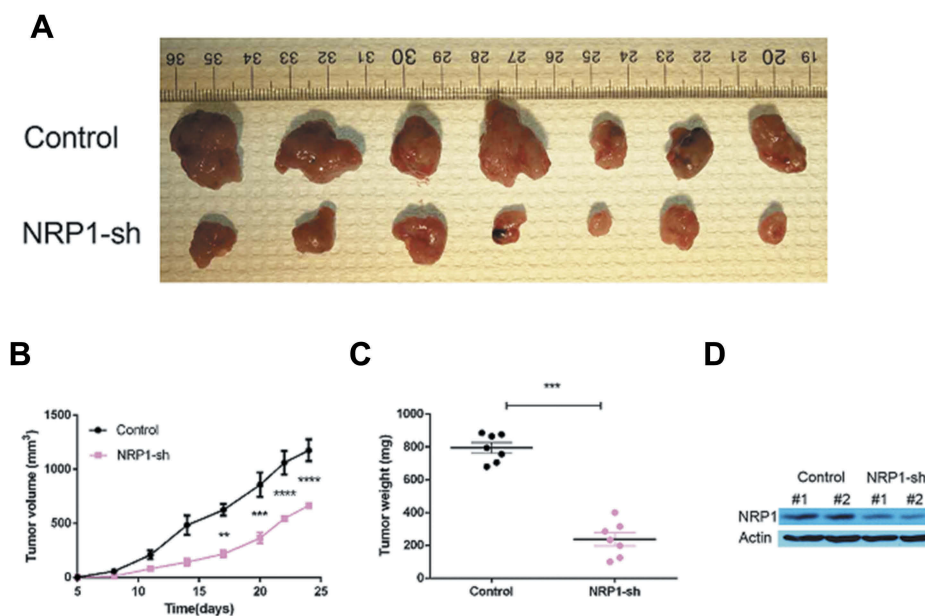 A
36 35 34 33 32 31 30 29 28 27 26 25 24 23 22 21 20 19
Control
NRP1-sh
B
Tumor volume (mm3)
1500
1000
500
0
Control
NRP1-sh
**
***
****
****
5 10 15 20 25
Time(days)
C
Tumor weight (mg)
1000
800
600
400
200
0
***
Control NRP1-sh
D
Control NRP1-sh
#1 #2 #1 #2
NRP1
Actin